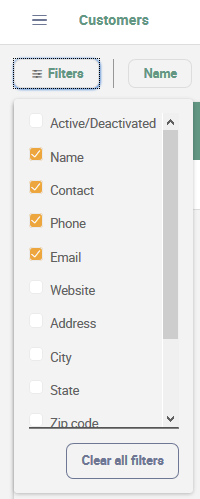 Customers
Filters
Name
Active/Deactivated
Name
Contact
Phone
Email
Website
Address
City
State
Zip code
Clear all filters